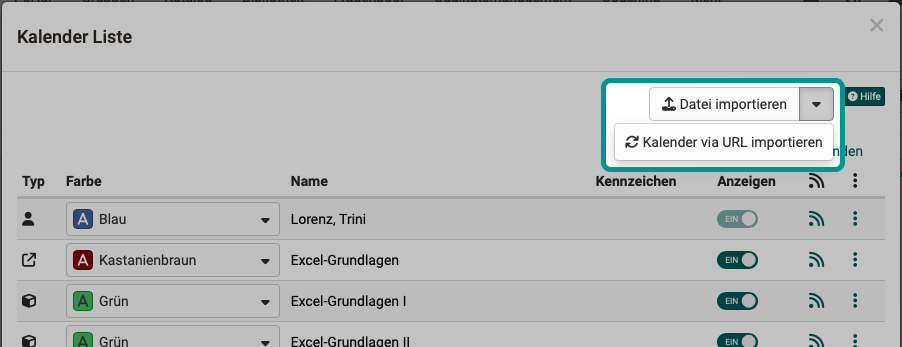 Kalender Liste
×
Datei importieren
Hilfe
Kalender via URL importieren
nden
Typ Farbe Name Kennzeichen Anzeigen
A Blau Lorenz, Trini EIN
A Kastanienbraun Excel-Grundlagen EIN
A Grün Excel-Grundlagen I EIN
A Grün Excel-Grundlagen II EIN